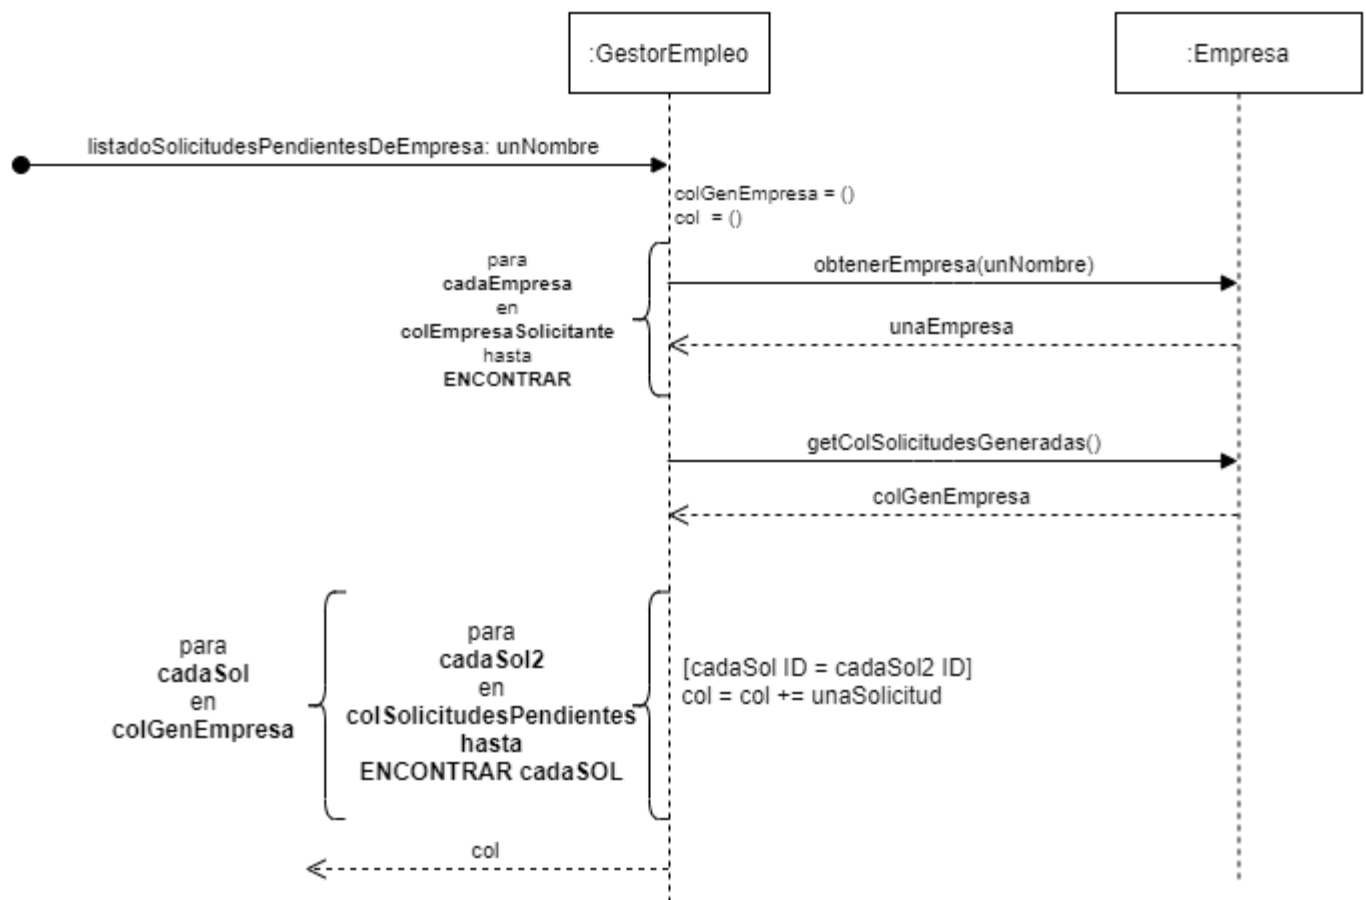 :GestorEmpleo
:Empresa
listadoSolicitudesPendientesDeEmpresa: unNombre
colGenEmpresa = ()
col = ()
para
cadaEmpresa
en
colEmpresaSolicitante
hasta
ENCONTRAR
obtenerEmpresa(unNombre)
unaEmpresa
getColSolicitudesGeneradas()
colGenEmpresa
para
cadaSol
en
colGenEmpresa
para
cadaSol2
en
colSolicitudesPendientes
hasta
ENCONTRAR cadaSOL
[cadaSol ID = cadaSol2 ID]
col = col += unaSolicitud
col